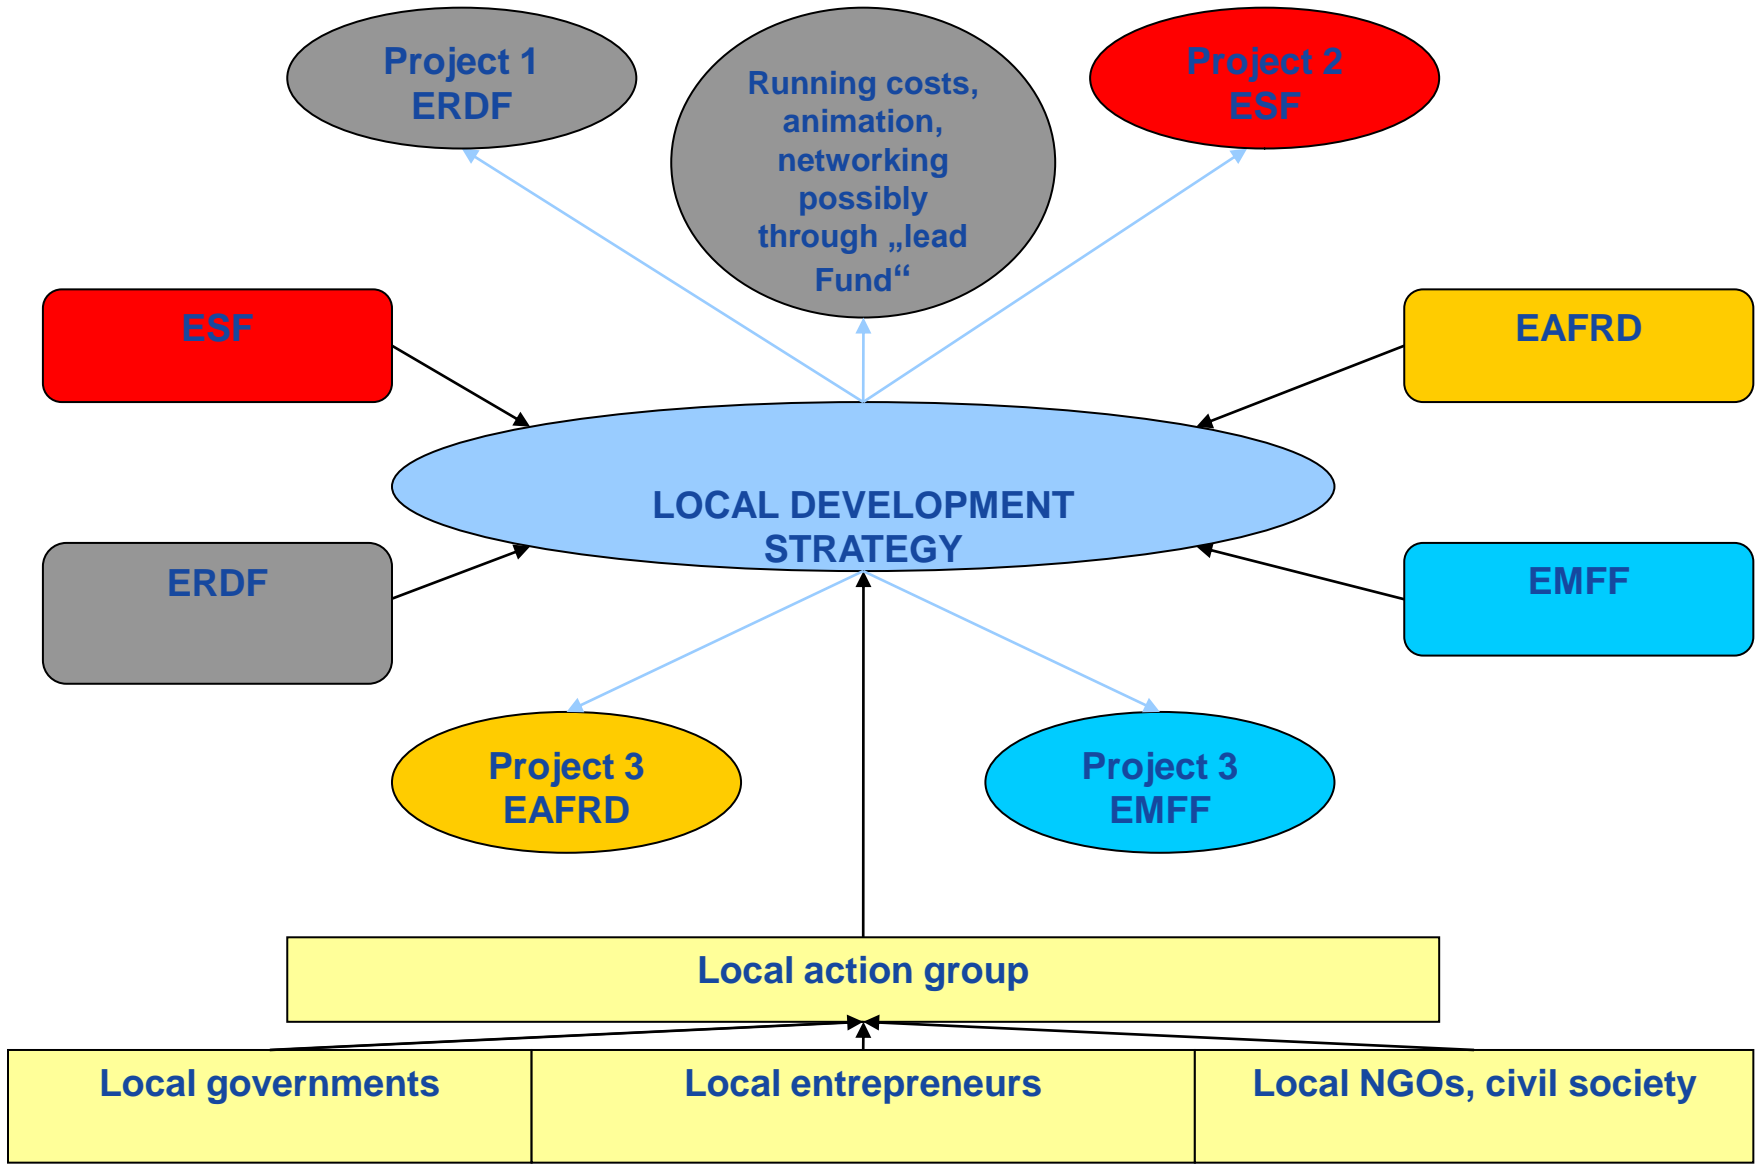 Project 1
ERDF
Running costs,
animation,
networking
possibly
through „lead
Fund“
Project 2
ESF
ESF
EAFRD
LOCAL DEVELOPMENT
STRATEGY
ERDF
EMFF
Project 3
EAFRD
Project 3
EMFF
Local action group
Local governments
Local entrepreneurs
Local NGOs, civil society